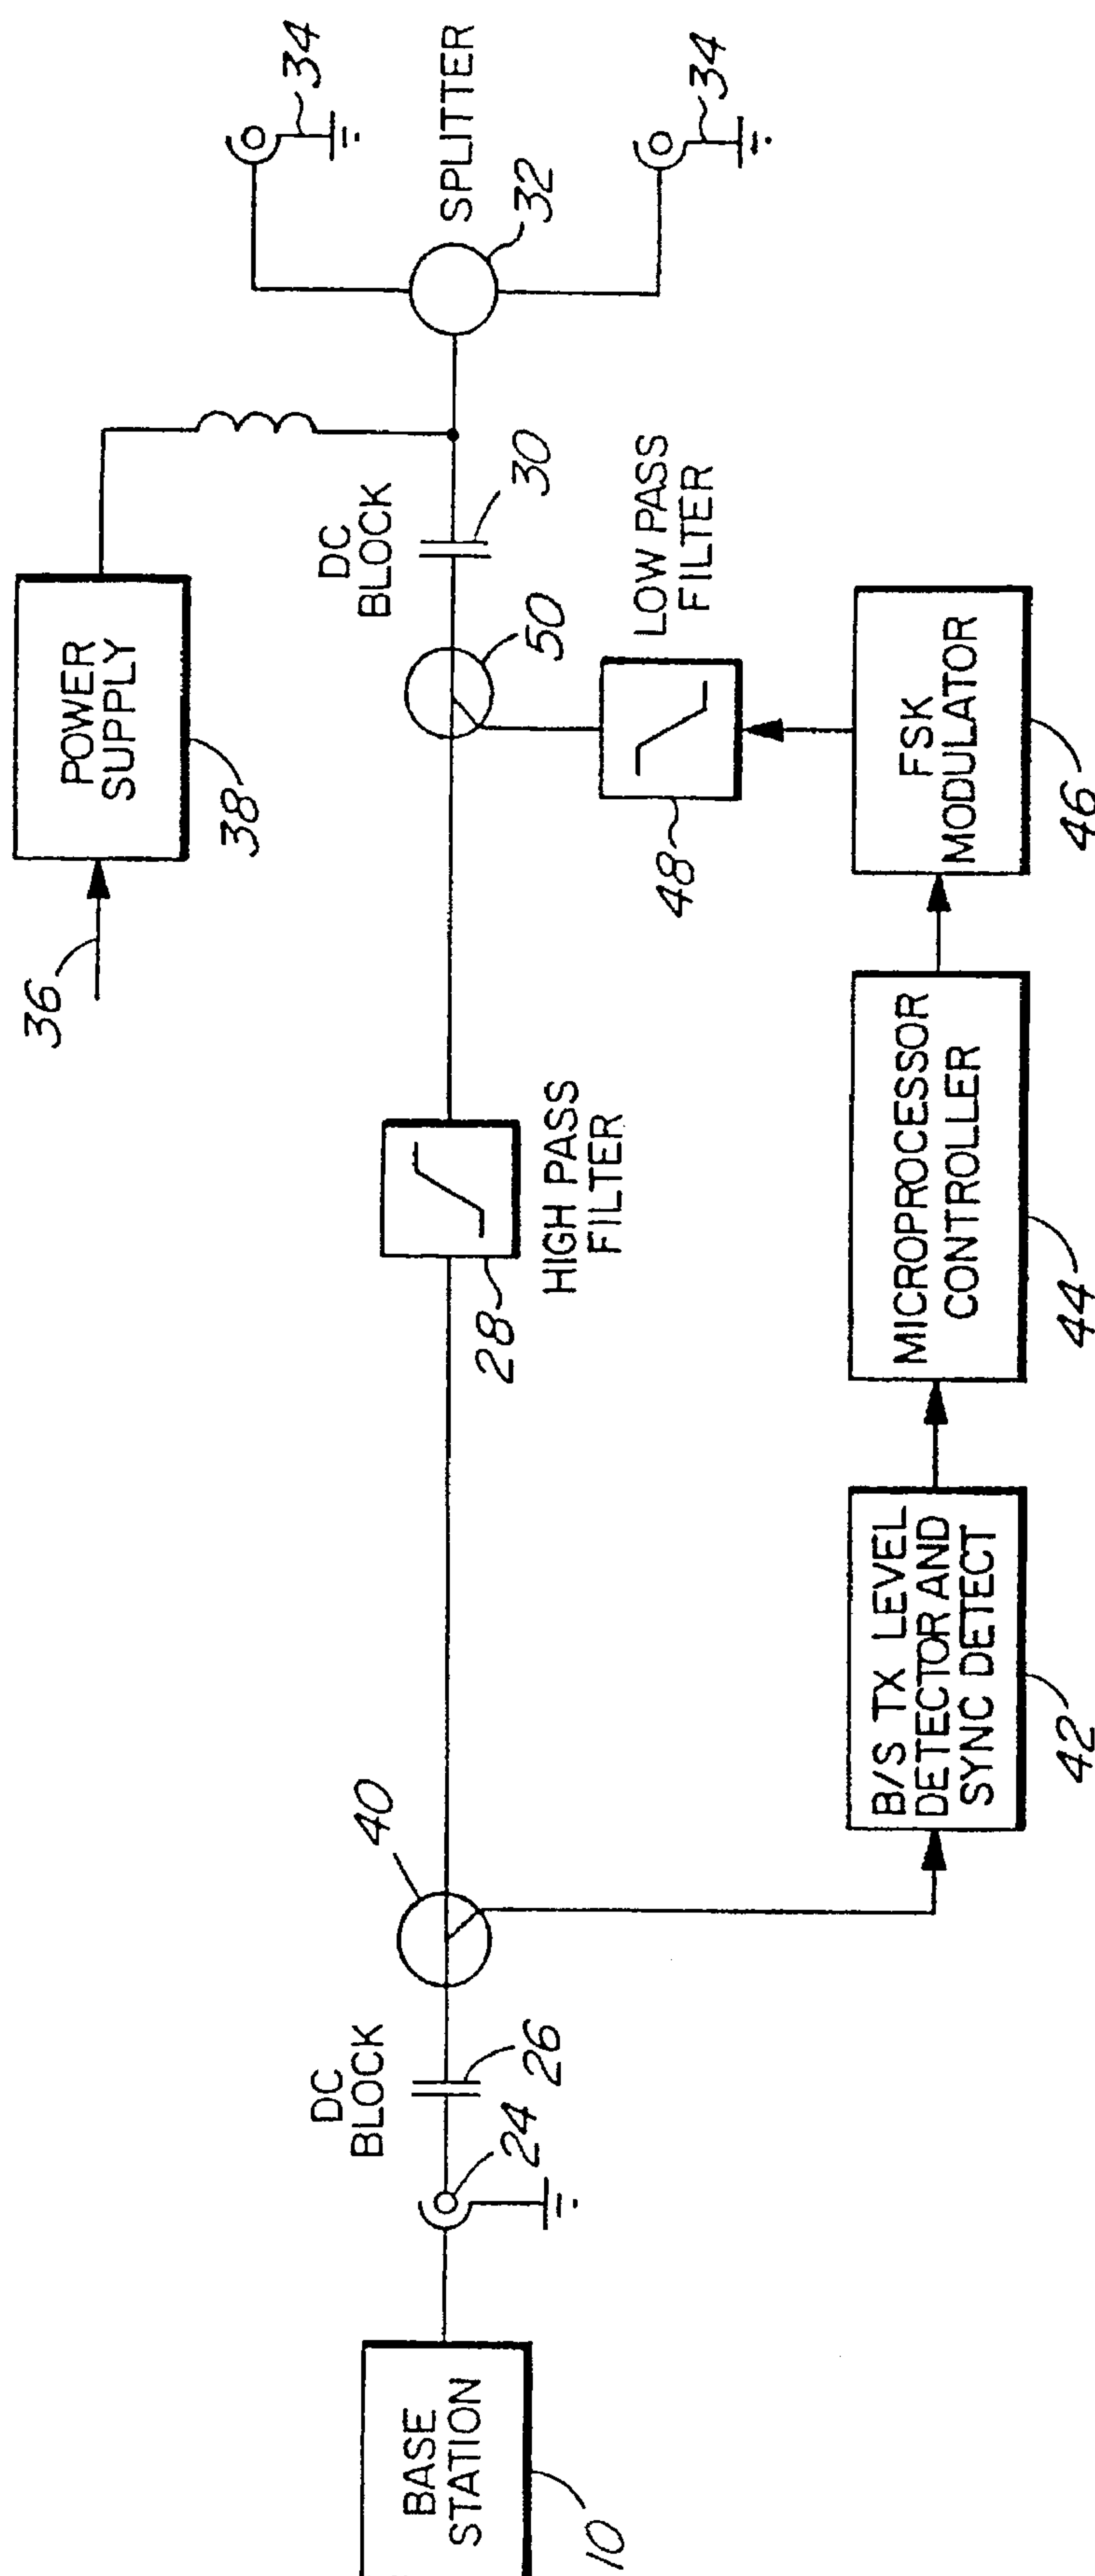 36
POWER
SUPPLY
38
34
SPLITTER
32
34
DC
BLOCK
30
50
LOW PASS
FILTER
48
HIGH PASS
FILTER
28
40
DC
BLOCK
26
24
BASE
STATION
10
B/S TX LEVEL
DETECTOR AND
SYNC DETECT
42
MICROPROCESSOR
CONTROLLER
44
FSK
MODULATOR
46